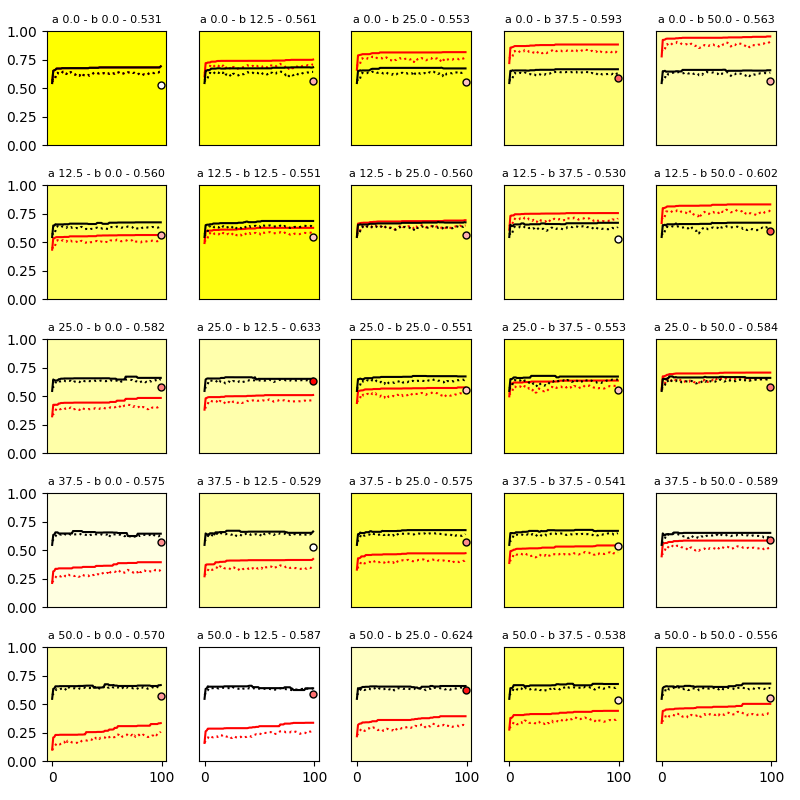 a 0.0 - b 0.0 - 0.531
a 0.0 - b 12.5 - 0.561
a 0.0 - b 25.0 - 0.553
a 0.0 - b 37.5 - 0.593
a 0.0 - b 50.0 - 0.563
1.00
0.75
0.50
0.25
0.00
a 12.5 - b 0.0 - 0.560
a 12.5 - b 12.5 - 0.551
a 12.5 - b 25.0 - 0.560
a 12.5 - b 37.5 - 0.530
a 12.5 - b 50.0 - 0.602
1.00
0.75
0.50
0.25
0.00
a 25.0 - b 0.0 - 0.582
a 25.0 - b 12.5 - 0.633
a 25.0 - b 25.0 - 0.551
a 25.0 - b 37.5 - 0.553
a 25.0 - b 50.0 - 0.584
1.00
0.75
0.50
0.25
0.00
a 37.5 - b 0.0 - 0.575
a 37.5 - b 12.5 - 0.529
a 37.5 - b 25.0 - 0.575
a 37.5 - b 37.5 - 0.541
a 37.5 - b 50.0 - 0.589
1.00
0.75
0.50
0.25
0.00
a 50.0 - b 0.0 - 0.570
a 50.0 - b 12.5 - 0.587
a 50.0 - b 25.0 - 0.624
a 50.0 - b 37.5 - 0.538
a 50.0 - b 50.0 - 0.556
1.00
0.75
0.50
0.25
0.00
0 100
0 100
0 100
0 100
0 100